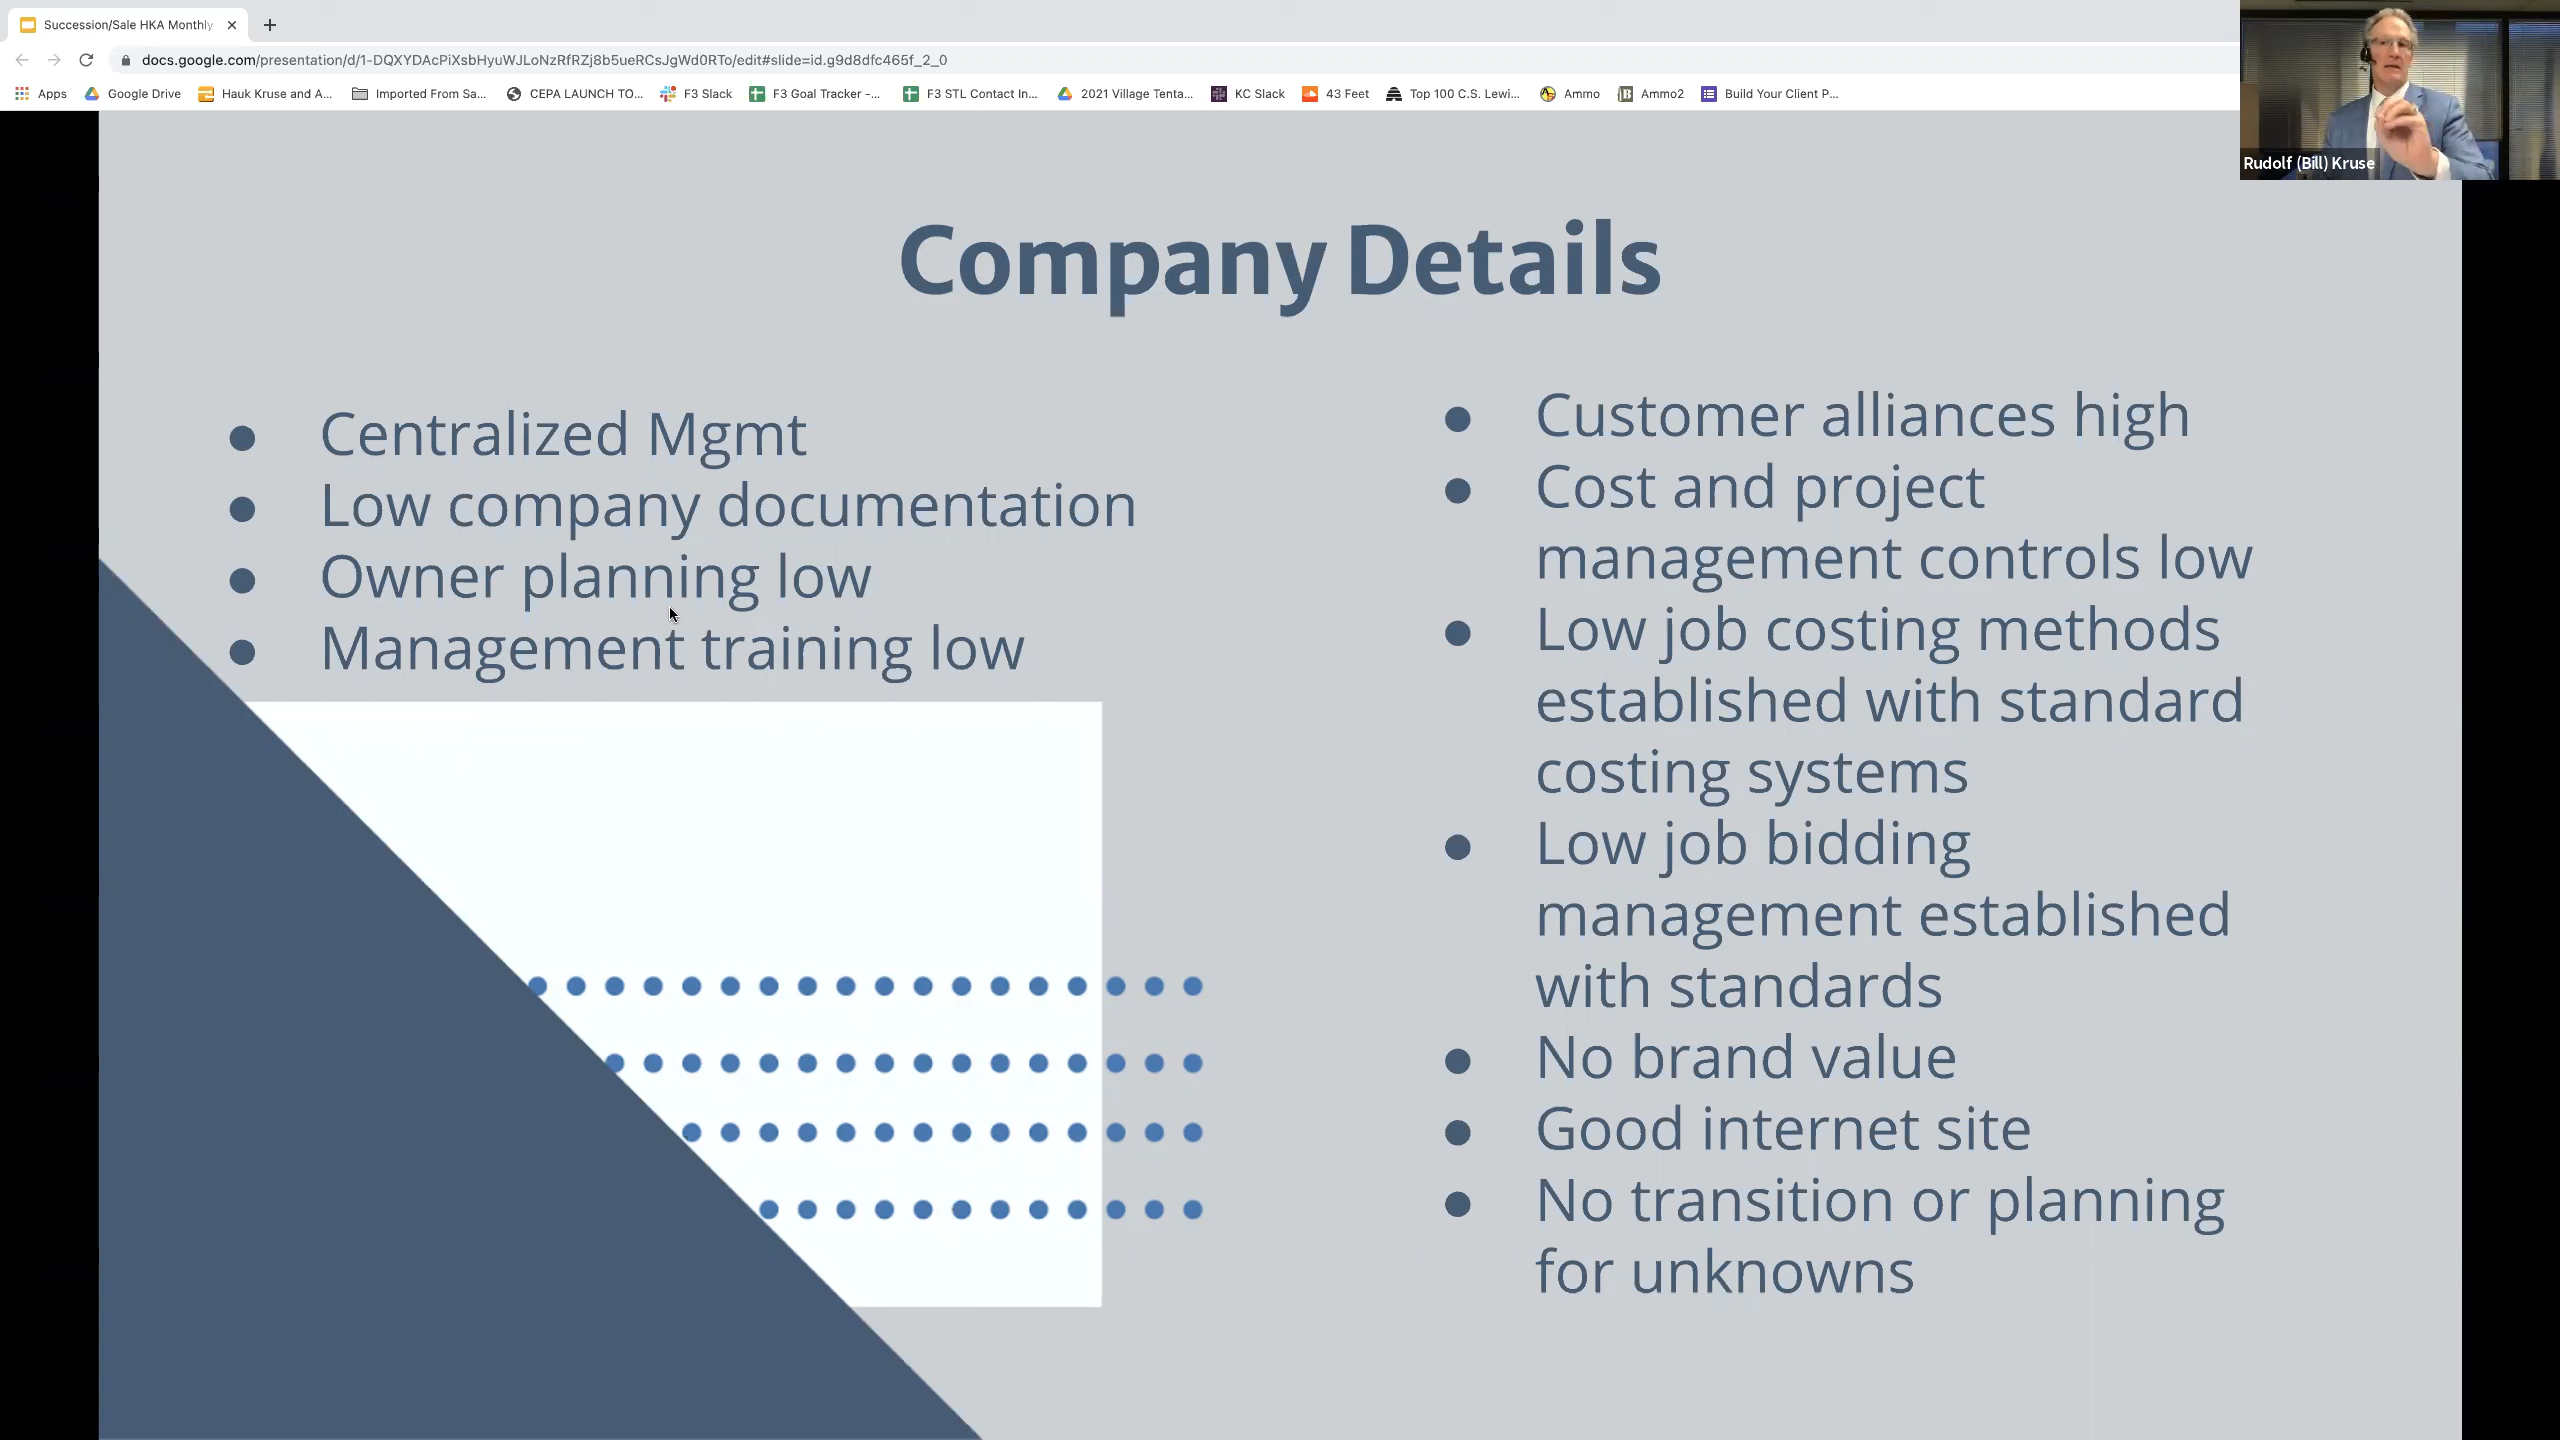 Succession/Sale HKA Monthly
docs.google.com/presentation/d/1-DQXYDAcPiXsbHyuWJLoNzRfRZj8b5ueRCsJgWd0RTo/edit#slide=id.g9d8dfc465f_2_0
Apps Google Drive Hauk Kruse and A... Imported From Sa... CEPA LAUNCH TO... F3 Slack F3 Goal Tracker -... F3 STL Contact In... 2021 Village Tenta... KC Slack 43 Feet Top 100 C.S. Lewi... Ammo Ammo2 Build Your Client P...
Rudolf (Bill) Kruse
Company Details
● Centralized Mgmt
● Low company documentation
● Owner planning low
● Management training low
● Customer alliances high
● Cost and project
management controls low
● Low job costing methods
established with standard
costing systems
● Low job bidding
management established
with standards
● No brand value
● Good internet site
● No transition or planning
for unknowns